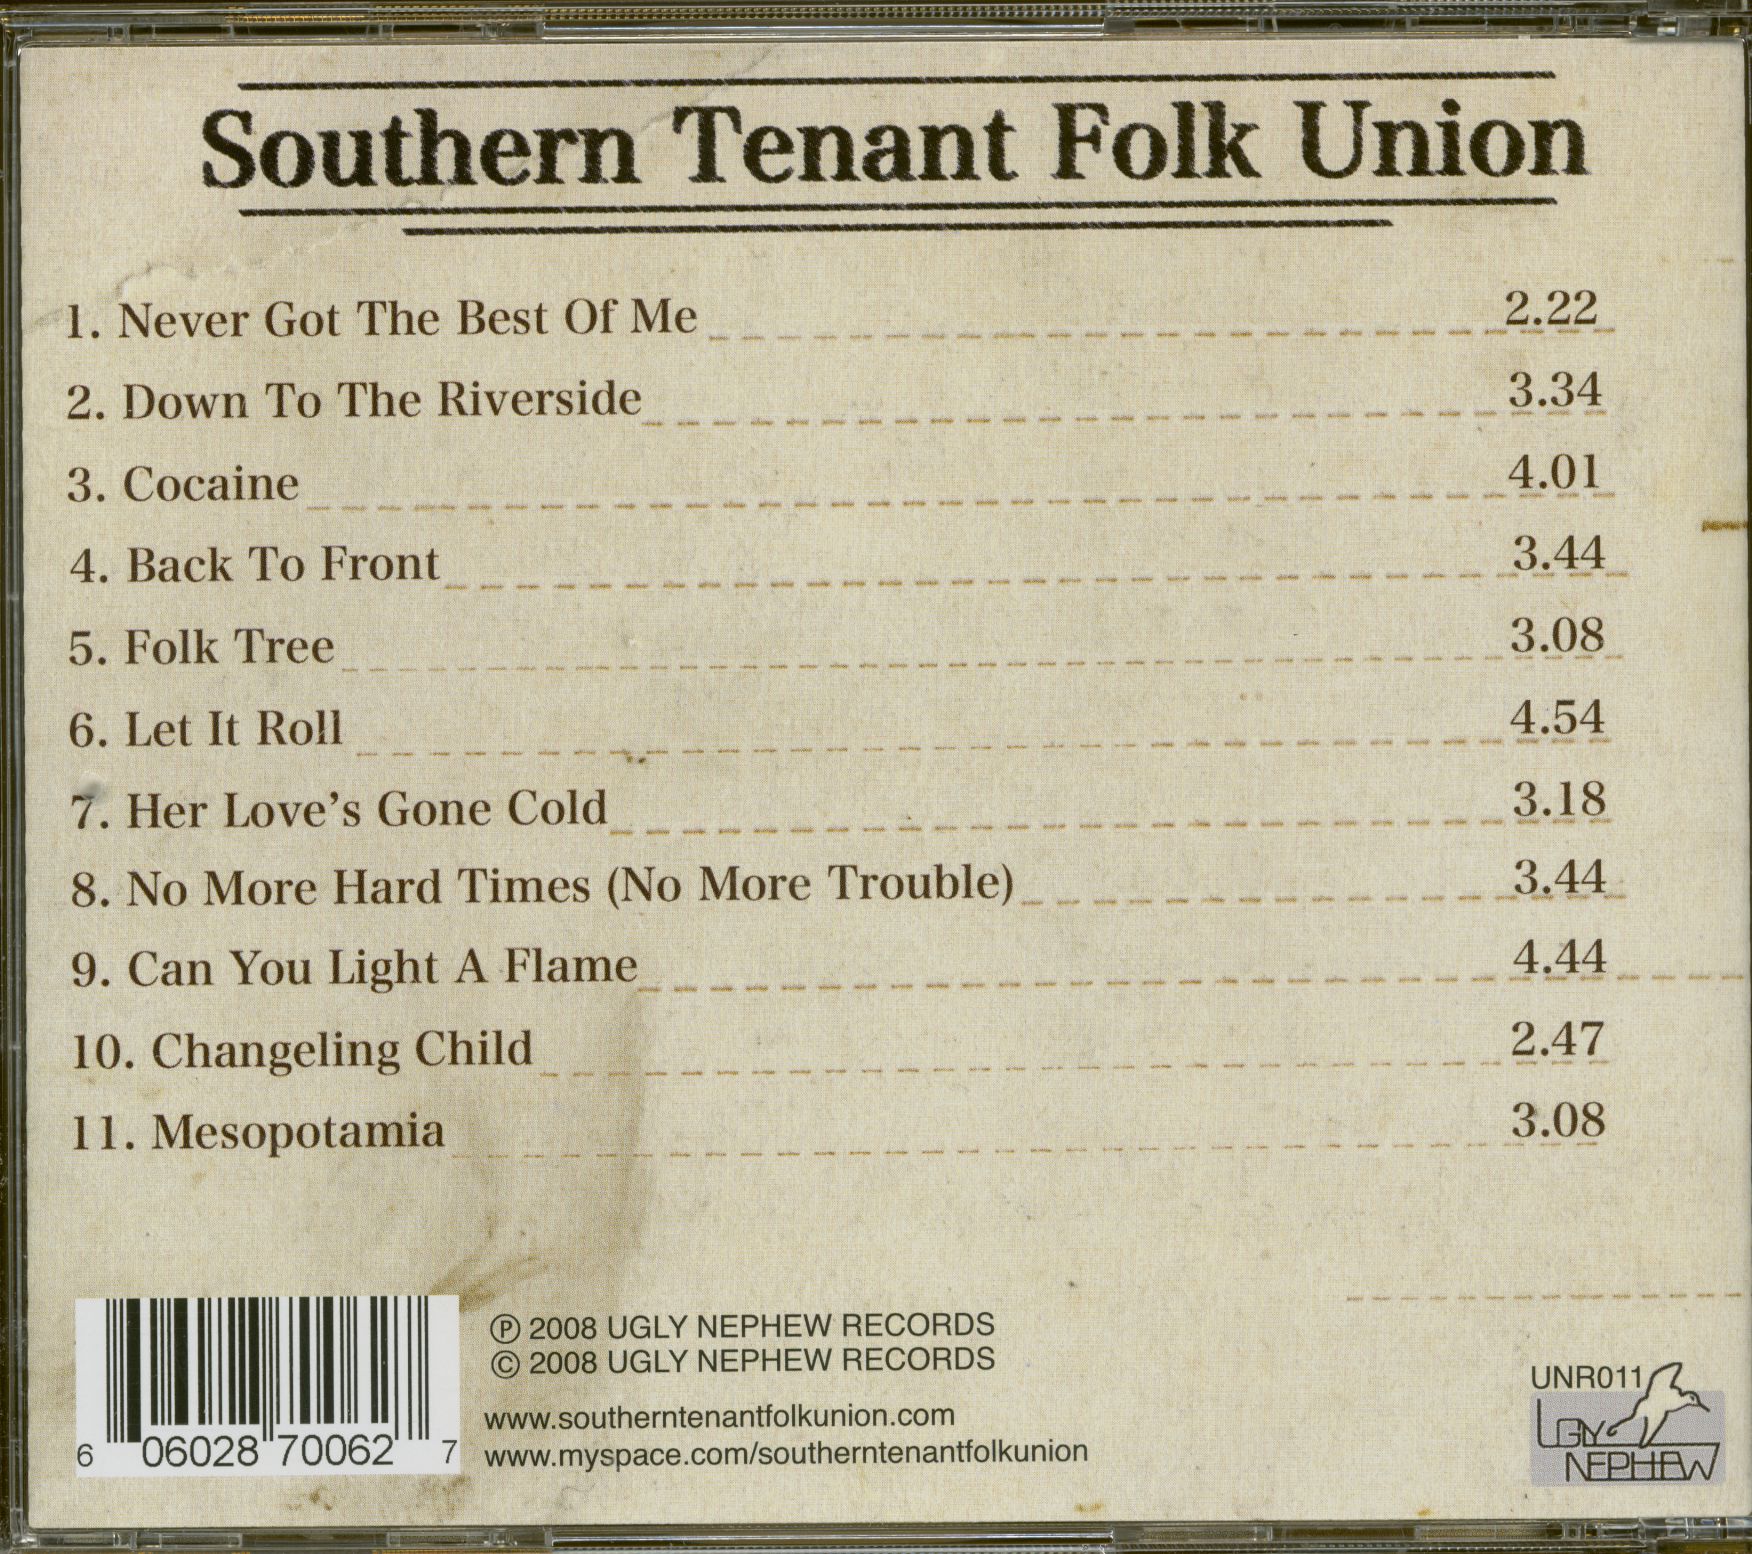 Southern Tenant Folk Union
1. Never Got The Best Of Me 2.22
2. Down To The Riverside 3.34
3. Cocaine 4.01
4. Back To Front 3.44
5. Folk Tree 3.08
6. Let It Roll 4.54
7. Her Love's Gone Cold 3.18
8. No More Hard Times (No More Trouble) 3.44
9. Can You Light A Flame 4.44
10. Changeling Child 2.47
11. Mesopotamia 3.08
6 06028 70062 7
℗ 2008 UGLY NEPHEW RECORDS
© 2008 UGLY NEPHEW RECORDS
www.southerntenantfolkunion.com
www.myspace.com/southerntenantfolkunion
UNR011
UGLY
NEPHEW